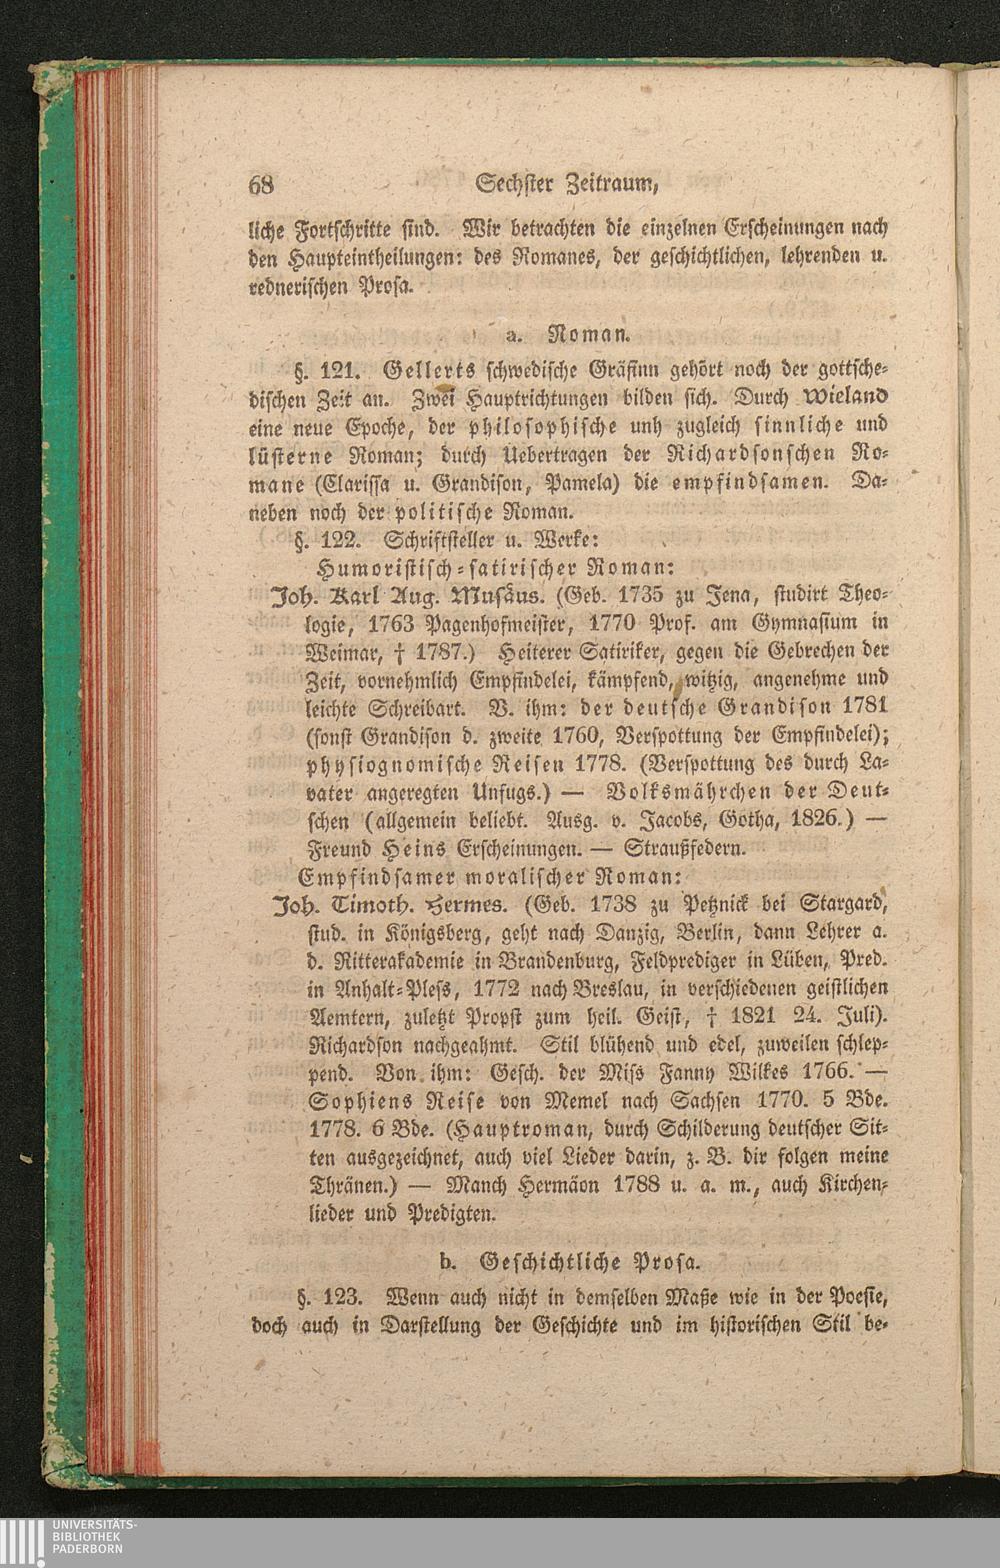 68 Sechster Zeitraum,
liche Fortschritte sind. Wir betrachten die einzelnen Erscheinungen nach
den Haupteintheilungen: des Romanes, der geschichtlichen, lehrenden u.
rednerischen Prosa.
a. Roman.
§. 121. Gellerts schwedische Gräfinn gehört noch der gottsche-
dischen Zeit an. Zwei Hauptrichtungen bilden sich. Durch Wieland
eine neue Epoche, der philosophische unh zugleich sinnliche und
lüsterne Roman; durch Uebertragen der Richardsonschen Ro-
mane (Clarissa u. Grandison, Pamela) die empfindsamen. Da-
neben noch der politische Roman.
§. 122. Schriftsteller u. Werke:
Humoristisch-satirischer Roman:
Joh. Karl Aug. Musäus. (Geb. 1735 zu Jena, studirt Theo-
logie, 1763 Pagenhofmeister, 1770 Prof. am Gymnasium in
Weimar, † 1787.) Heiterer Satiriker, gegen die Gebrechen der
Zeit, vornehmlich Empfindelei, kämpfend, witzig, angenehme und
leichte Schreibart. V. ihm: der deutsche Grandison 1781
(sonst Grandison d. zweite 1760, Verspottung der Empfindelei);
physiognomische Reisen 1778. (Verspottung des durch La-
vater angeregten Unfugs.) — Volksmährchen der Deut-
schen (allgemein beliebt. Ausg. v. Jacobs, Gotha, 1826.) —
Freund Heins Erscheinungen. — Straußfedern.
Empfindsamer moralischer Roman:
Joh. Timoth. Hermes. (Geb. 1738 zu Petznick bei Stargard,
stud. in Königsberg, geht nach Danzig, Berlin, dann Lehrer a.
d. Ritterakademie in Brandenburg, Feldprediger in Lüben, Pred.
in Anhalt-Pless, 1772 nach Breslau, in verschiedenen geistlichen
Aemtern, zuletzt Propst zum heil. Geist, † 1821 24. Juli).
Richardson nachgeahmt. Stil blühend und edel, zuweilen schlep-
pend. Von ihm: Gesch. der Miss Fanny Wilkes 1766. —
Sophiens Reise von Memel nach Sachsen 1770. 5 Bde.
1778. 6 Bde. (Hauptroman, durch Schilderung deutscher Sit-
ten ausgezeichnet, auch viel Lieder darin, z. B. dir folgen meine
Thränen.) — Manch Hermäon 1788 u. a. m., auch Kirchen-
lieder und Predigten.
b. Geschichtliche Prosa.
§. 123. Wenn auch nicht in demselben Maße wie in der Poesie,
doch auch in Darstellung der Geschichte und im historischen Stil be-
UNIVERSITÄTS-
BIBLIOTHEK
PADERBORN